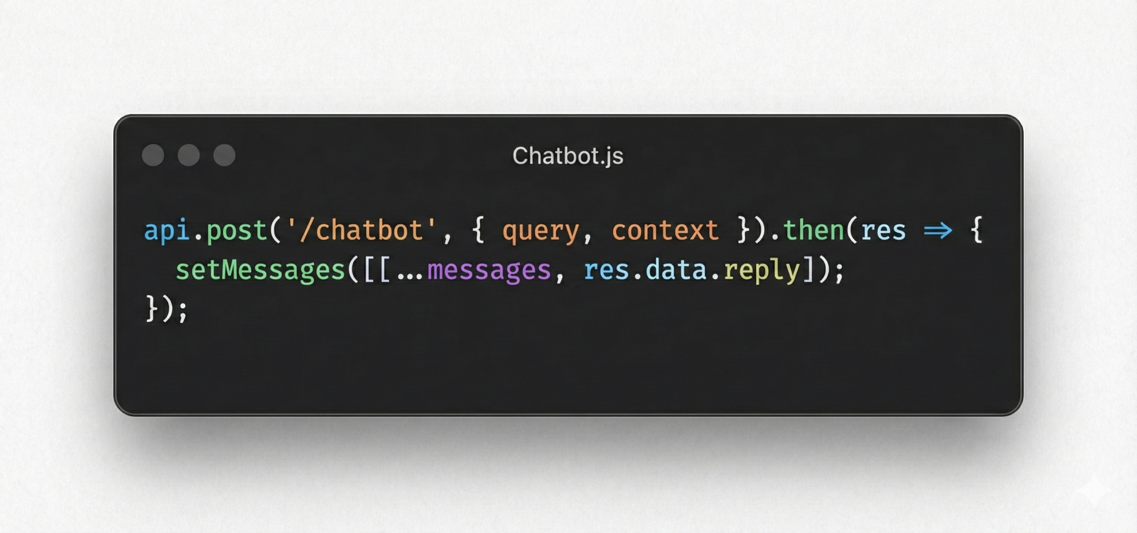 Chatbot.js
api.post('/chatbot', { query, context }).then(res => {
  setMessages([[...messages, res.data.reply]);
});